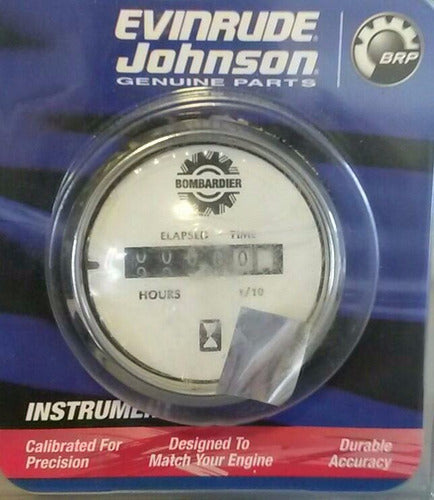 EVINRUDE
Johnson
GENUINE PARTS
BRP
BOMBARDIER
ELAPSED TIME
HOURS 1/10
Calibrated For
Precision
Designed To
Match Your Engine
Durable
Accuracy